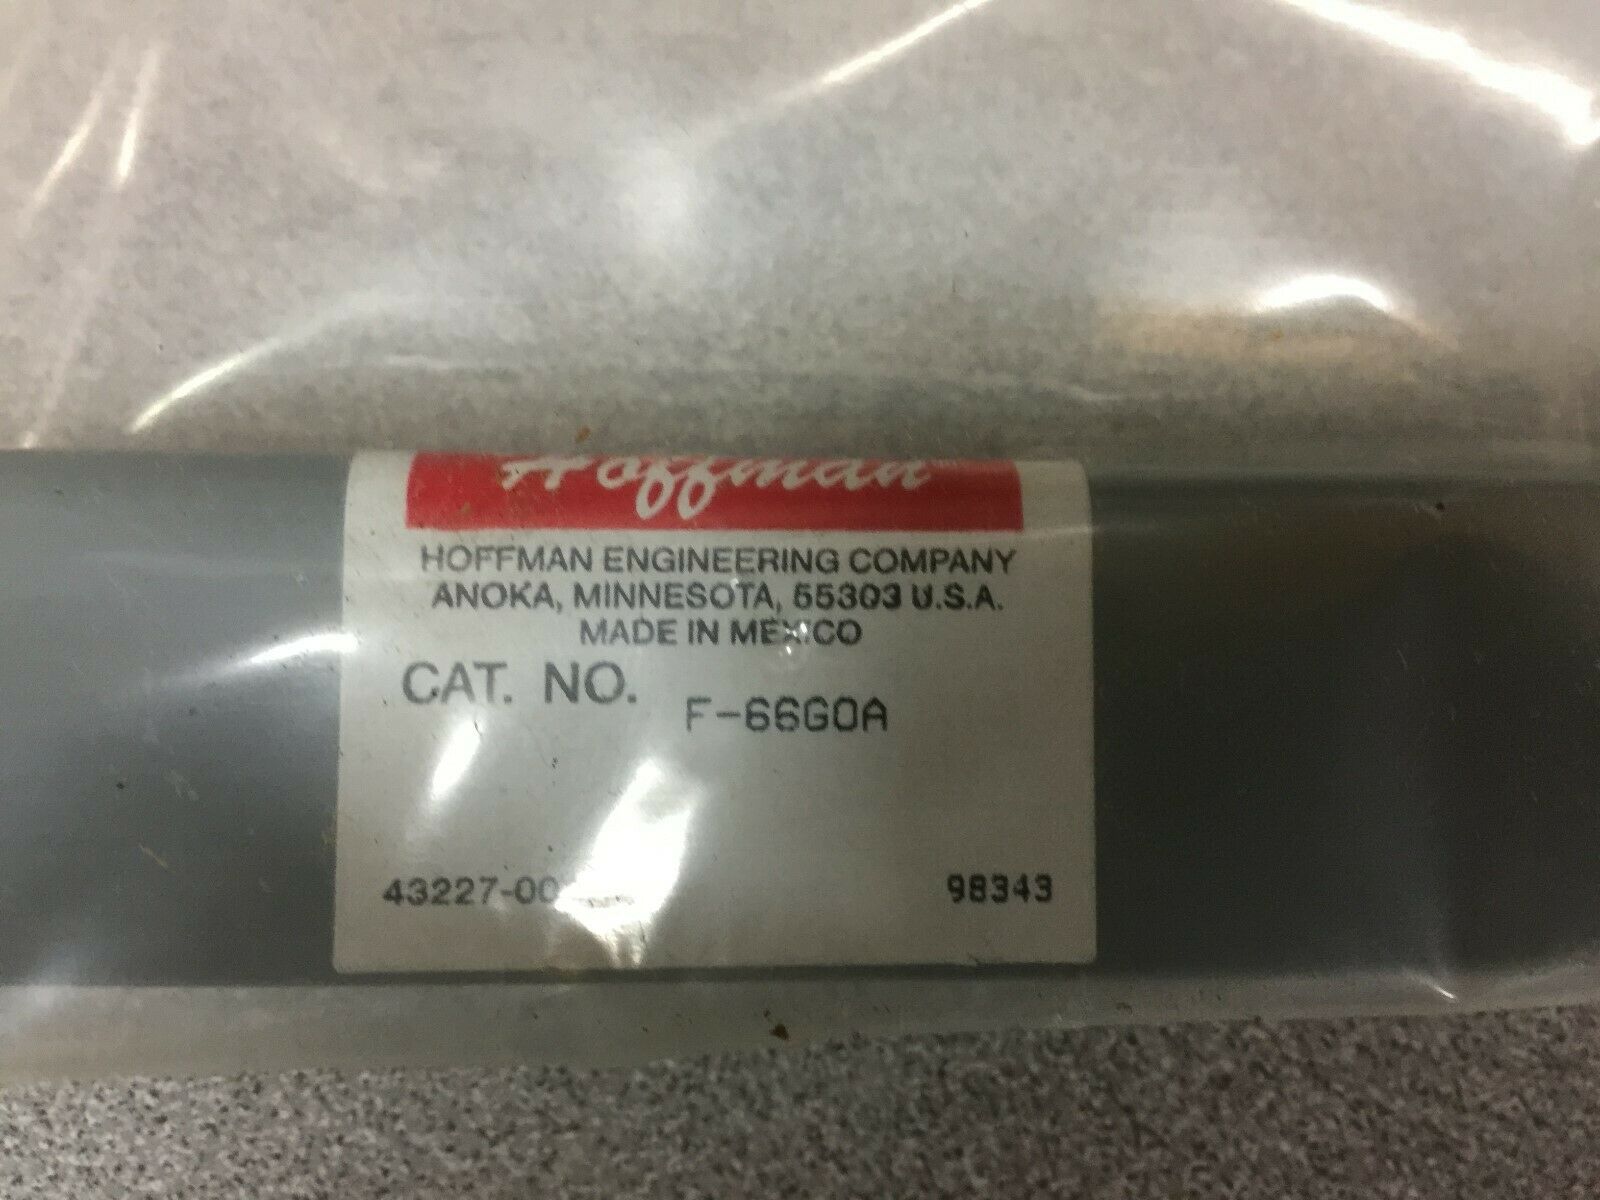 Hoffman
HOFFMAN ENGINEERING COMPANY
ANOKA, MINNESOTA, 55303 U.S.A.
MADE IN MEXICO
CAT. NO. F-66G0A
98343